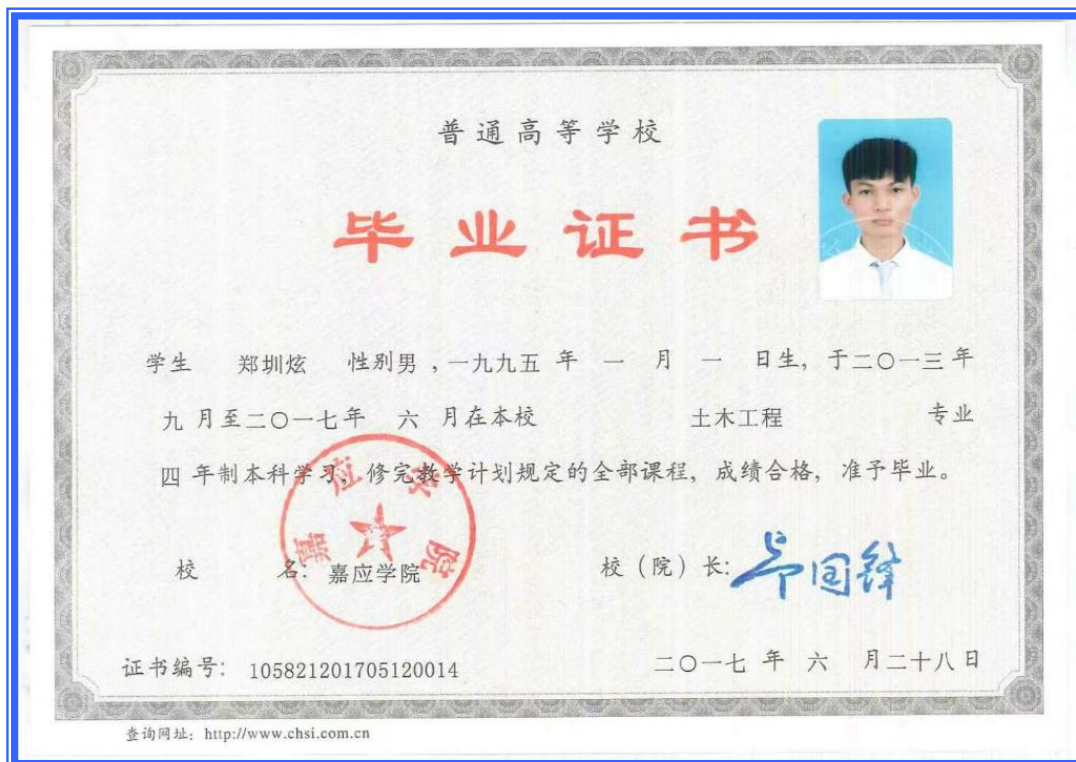 普通高等学校
毕业证书
学生 郑圳炫 性别男，一九九五年 一 月 一 日生，于二〇一三年
九 月至二〇一七年 六 月在本校 土木工程 专业
四 年制本科学习，修完教学计划规定的全部课程，成绩合格，准予毕业。
嘉应学院
校 名：嘉应学院 校（院）长：
证书编号：105821201705120014 二〇一七 年 六 月二十八日
查询网址：http://www.chsi.com.cn